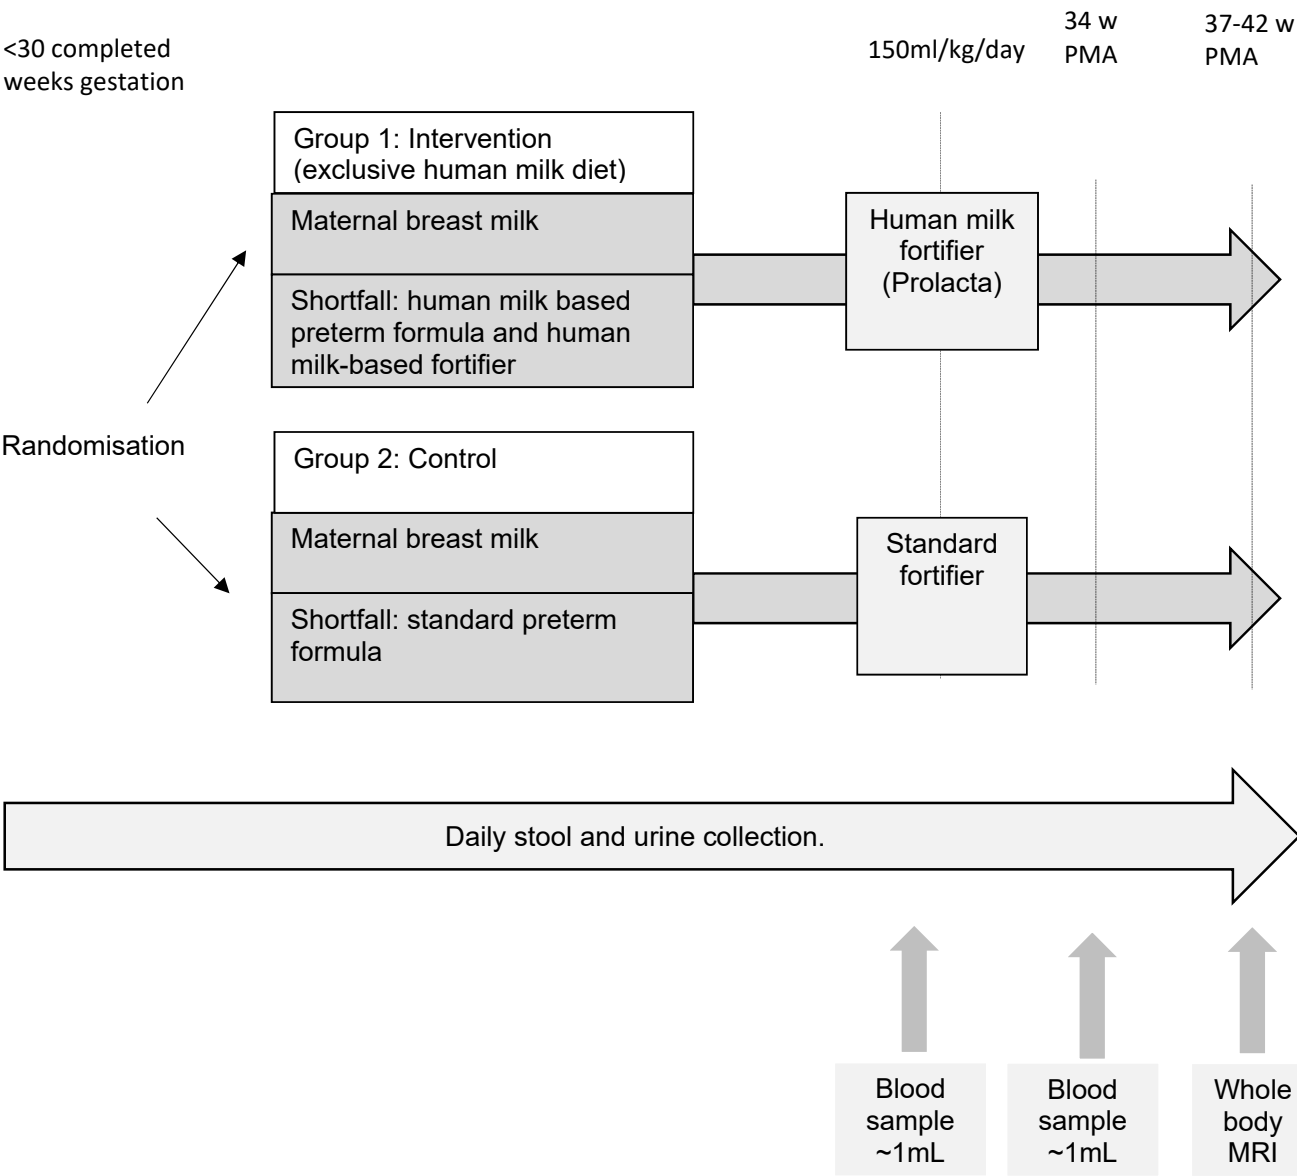 <30 completed
weeks gestation
150ml/kg/day
34 w
PMA
37-42 w
PMA
Group 1: Intervention
(exclusive human milk diet)
Maternal breast milk
Shortfall: human milk based
preterm formula and human
milk-based fortifier
Human milk
fortifier
(Prolacta)
Randomisation
Group 2: Control
Maternal breast milk
Shortfall: standard preterm
formula
Standard
fortifier
Daily stool and urine collection.
Blood
sample
~1mL
Blood
sample
~1mL
Whole
body
MRI